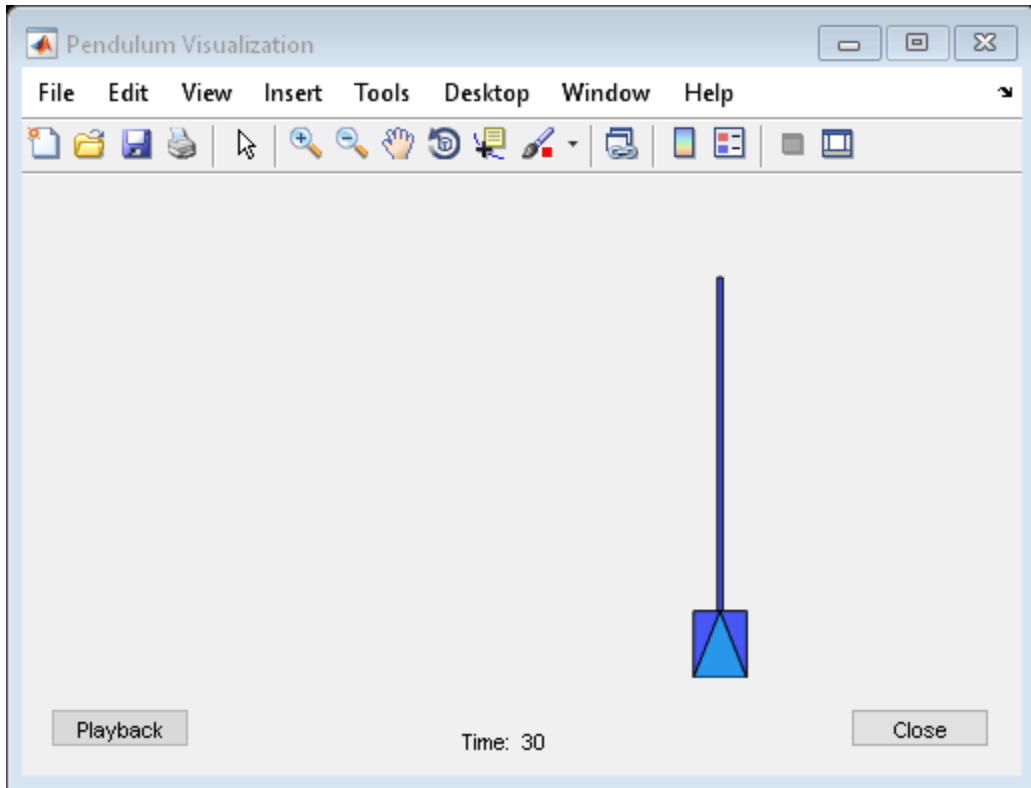 Pendulum Visualization
File Edit View Insert Tools Desktop Window Help
Playback
Time: 30
Close